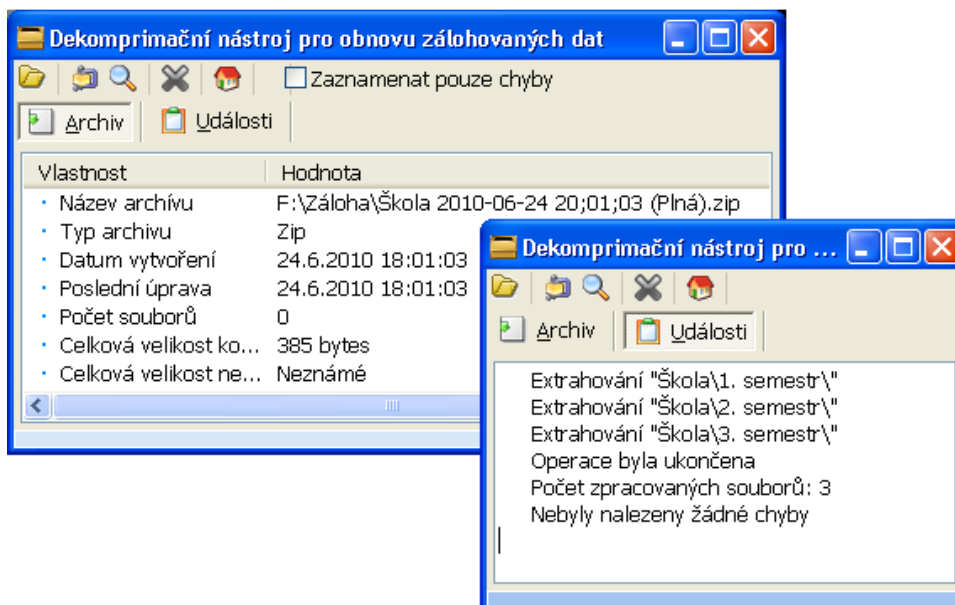 Dekomprimační nástroj pro obnovu zálohovaných dat
Zaznamenat pouze chyby
Archiv Události
Vlastnost Hodnota
Název archívu F:\Záloha\Škola 2010-06-24 20;01;03 (Plná).zip
Typ archivu Zip
Datum vytvoření 24.6.2010 18:01:03
Poslední úprava 24.6.2010 18:01:03
Počet souborů 0
Celková velikost ko... 385 bytes
Celková velikost ne... Neznámé
Dekomprimační nástroj pro ...
Archiv Události
Extrahování "Škola\1. semestr\"
Extrahování "Škola\2. semestr\"
Extrahování "Škola\3. semestr\"
Operace byla ukončena
Počet zpracovaných souborů: 3
Nebyly nalezeny žádné chyby